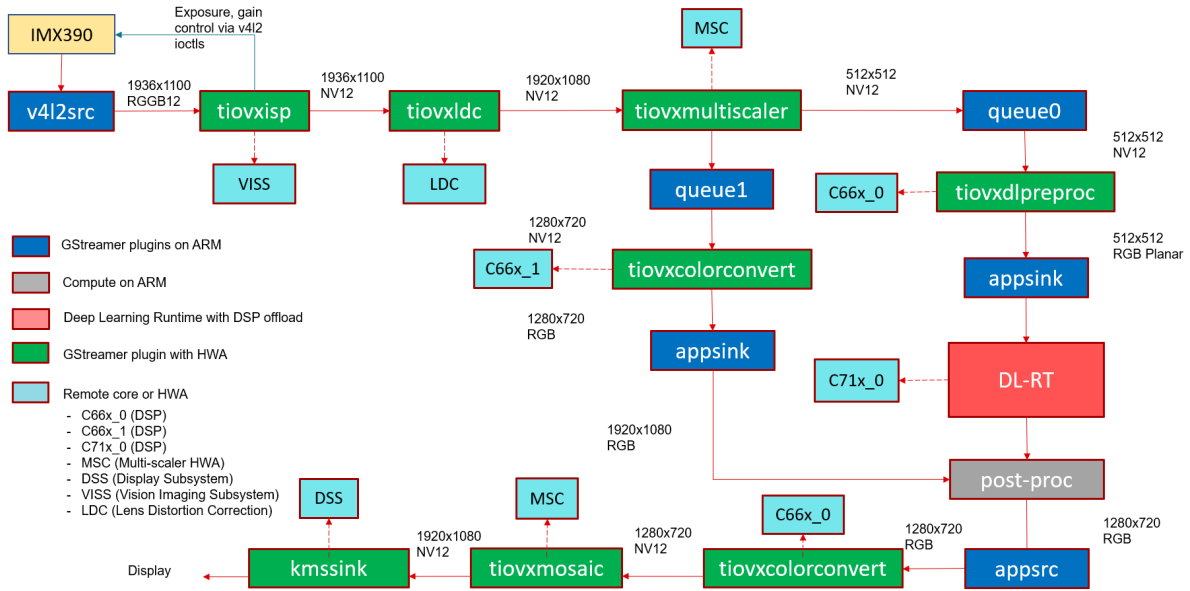 Exposure, gain
control via v4l2
ioctls
IMX390
MSC
1936x1100
RGGB12
1936x1100
NV12
1920x1080
NV12
512x512
NV12
v4l2src
tiovxisp
tiovxldc
tiovxmultiscaler
queue0
512x512
NV12
VISS
LDC
queue1
C66x_0
tiovxdlpreproc
1280x720
NV12
512x512
RGB Planar
GStreamer plugins on ARM
C66x_1
tiovxcolorconvert
appsink
Compute on ARM
Deep Learning Runtime with DSP offload
1280x720
RGB
GStreamer plugin with HWA
appsink
DL-RT
C71x_0
Remote core or HWA
- C66x_0 (DSP)
- C66x_1 (DSP)
- C71x_0 (DSP)
- MSC (Multi-scaler HWA)
- DSS (Display Subsystem)
- VISS (Vision Imaging Subsystem)
- LDC (Lens Distortion Correction)
1920x1080
RGB
post-proc
DSS
MSC
C66x_0
1920x1080
NV12
1280x720
NV12
1280x720
RGB
1280x720
RGB
Display
kmssink
tiovxmosaic
tiovxcolorconvert
appsrc